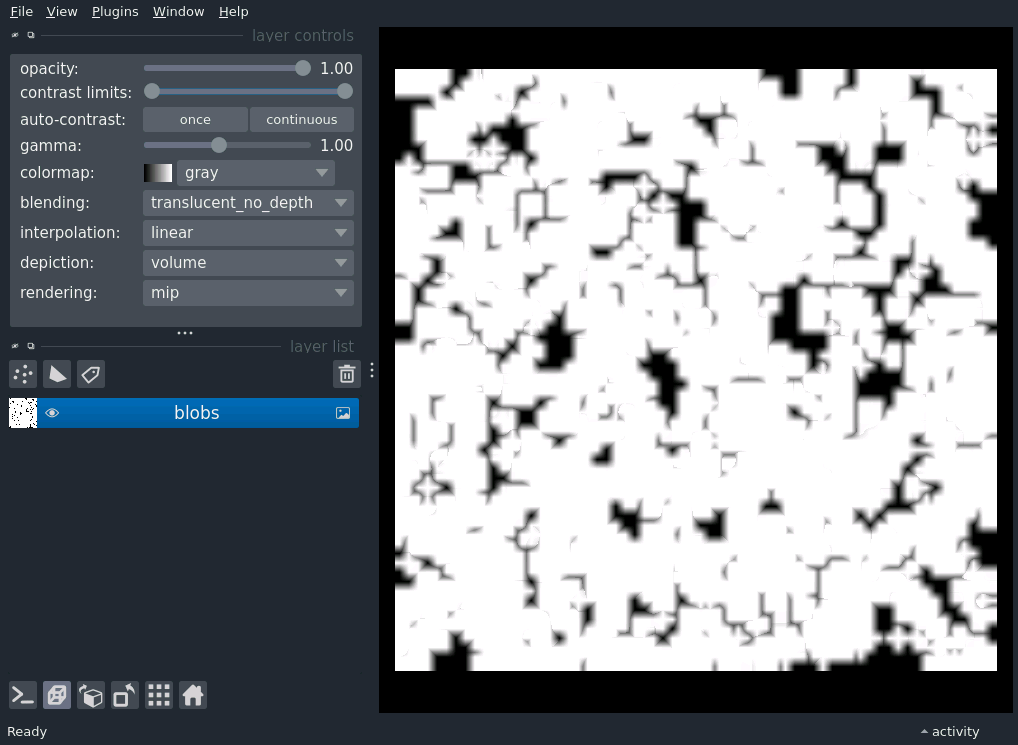 File View Plugins Window Help
layer controls
opacity: 1.00
contrast limits:
auto-contrast: once continuous
gamma: 1.00
colormap: gray
blending: translucent_no_depth
interpolation: linear
depiction: volume
rendering: mip
layer list
blobs
Ready
activity